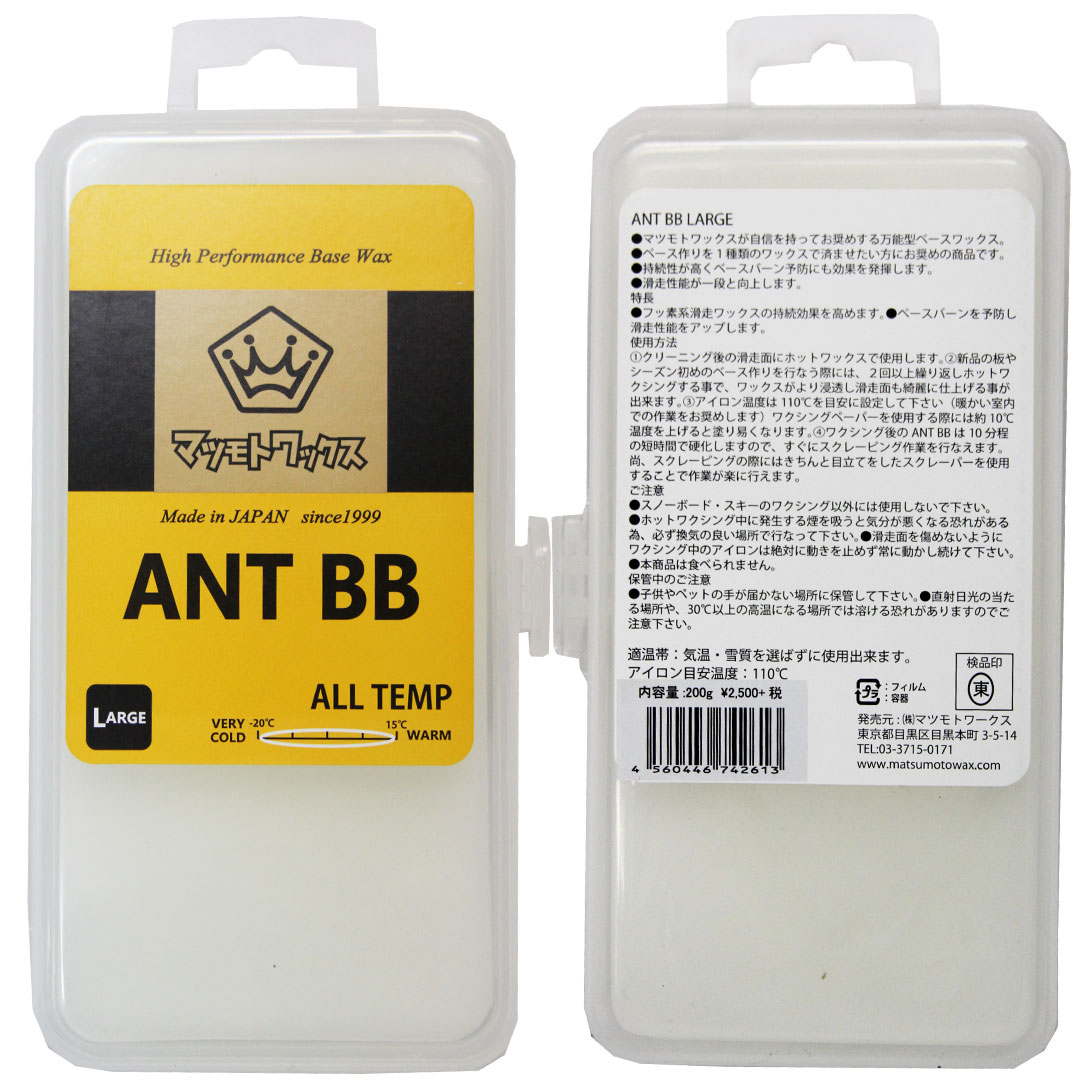 High Performance Base Wax
マツモトワックス
Made in JAPAN since1999
ANT BB
LARGE
ALL TEMP
VERY COLD -20℃ 15℃ WARM
ANT BB LARGE
●マツモトワックスが自信を持ってお奨めする万能型ベースワックス。
●ベース作りを1種類のワックスで済ませたい方にお奨めの商品です。
●持続性が高くベースバーン予防にも効果を発揮します。
●滑走性能が一段と向上します。
特長
●フッ素系滑走ワックスの持続効果を高めます。●ベースバーンを予防し
滑走性能をアップします。
使用方法
①クリーニング後の滑走面にホットワックスで使用します。②新品の板や
シーズン初めのベース作りを行なう際には、2回以上繰り返しホットワ
クシングする事で、ワックスがより浸透し滑走面も綺麗に仕上げる事が
出来ます。③アイロン温度は110℃を目安に設定して下さい（暖かい室内
での作業をお奨めします）ワクシングペーパーを使用する際には約10℃
温度を上げると塗り易くなります。④ワクシング後のANT BBは10分程
の短時間で硬化しますので、すぐにスクレーピング作業を行なえます。
尚、スクレーピングの際にはきちんと目立てをしたスクレーパーを使用
することで作業が楽に行えます。
ご注意
●スノーボード・スキーのワクシング以外には使用しないで下さい。
●ホットワクシング中に発生する煙を吸うと気分が悪くなる恐れがある
為、必ず換気の良い場所で行なって下さい。●滑走面を傷めないように
ワクシング中のアイロンは絶対に動きを止めず常に動かし続けて下さい。
●本商品は食べられません。
保管中のご注意
●子供やペットの手が届かない場所に保管して下さい。●直射日光の当た
る場所や、30℃以上の高温になる場所では溶ける恐れがありますのでご
注意下さい。
適温帯：気温・雪質を選ばずに使用出来ます。
アイロン目安温度：110℃
内容量:200g ¥2,500+税
4 560446 742613
プラ ：フィルム
：容器
検品印
東
発売元：㈱マツモトワークス
東京都目黒区目黒本町 3-5-14
TEL:03-3715-0171
www.matsumotowax.com